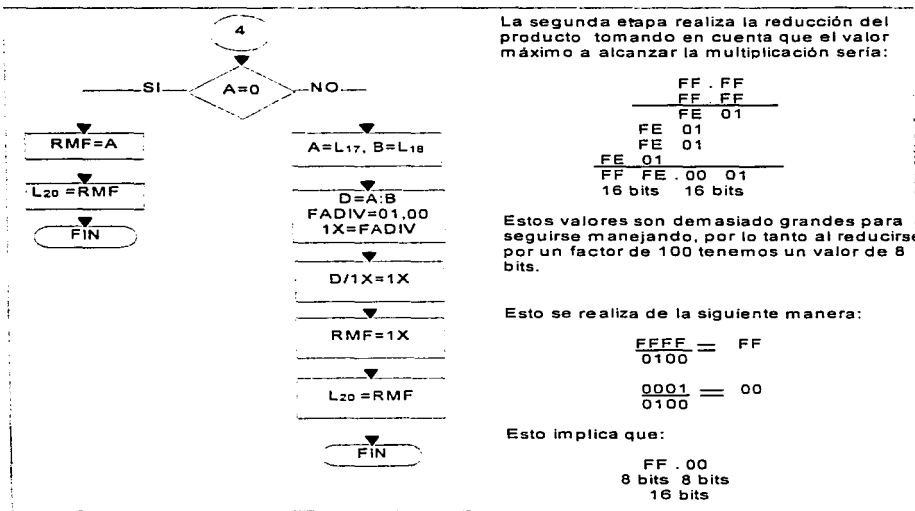 4
SI
A=0
NO
RMF=A
L20 =RMF
FIN
A=L17, B=L18
D=A:B
FADIV=01,00
1X=FADIV
D/1X=1X
RMF=1X
L20 =RMF
FIN
La segunda etapa realiza la reducción del
producto tomando en cuenta que el valor
máximo a alcanzar la multiplicación sería:
FF . FF
FF . FF
FE 01
FE 01
FE 01
FE 01
FF FE . 00 01
16 bits 16 bits
Estos valores son demasiado grandes para
seguirse manejando, por lo tanto al reducirse
por un factor de 100 tenemos un valor de 8
bits.
Esto se realiza de la siguiente manera:
FFFF = FF
0100
0001 = 00
0100
Esto implica que:
FF . 00
8 bits 8 bits
16 bits